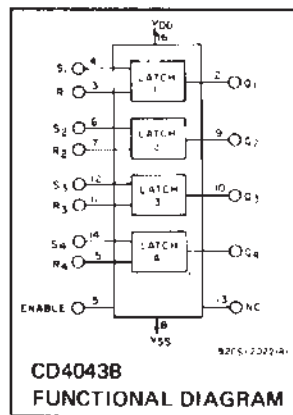 VDD
16
S1 4
R 3
LATCH
1
2 Q1
S2 6
R2 7
LATCH
2
9 Q2
S3 12
R3 11
LATCH
3
10 Q3
S4 14
R4 5
LATCH
4
Q4
ENABLE 5
13 NC
8
VSS
CD4043B
FUNCTIONAL DIAGRAM